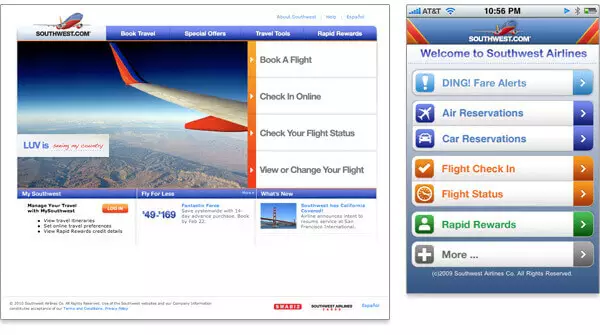 About Southwest Help Español
SOUTHWEST.COM
Book Travel Special Offers Travel Tools Rapid Rewards
Book A Flight
Check In Online
Check Your Flight Status
View or Change Your Flight
LUV is seeing my country
My Southwest
Manage Your Travel
with MySouthwest
LOG IN
View travel itineraries
Set online travel preferences
View Rapid Rewards credit details
Fly For Less
More
$49-$169
Fantastic Fares
Save systemwide with 14-
day advance purchase. Book
by Feb 22.
What's New
Southwest has California
Covered!
Airline announces intent to
resume service at San
Francisco International.
© 2010 Southwest Airlines Co. All Rights Reserved. Use of the Southwest websites and our Company Information
constitutes acceptance of our Terms and Conditions. Privacy Policy
SWABIZ
SOUTHWEST AIRLINES
Español
AT&T 10:56 PM
SOUTHWEST.COM
Welcome to Southwest Airlines
DING! Fare Alerts
Air Reservations
Car Reservations
Flight Check In
Flight Status
Rapid Rewards
More ...
(c)2009 Southwest Airlines Co. All Rights Reserved.